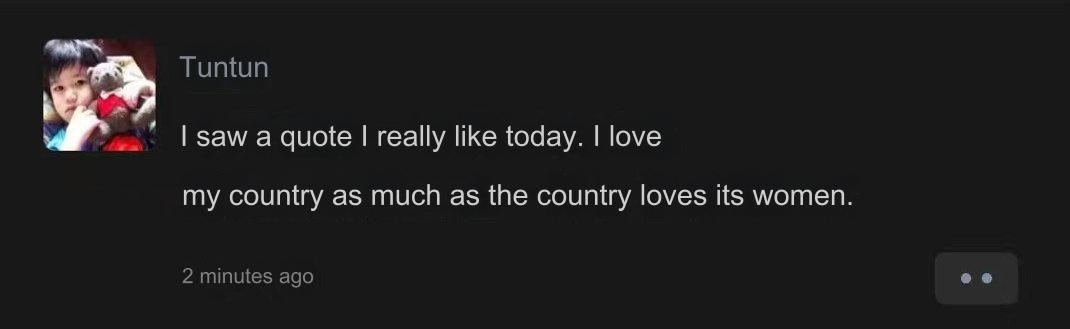 Tuntun
I saw a quote I really like today. I love
my country as much as the country loves its women.
2 minutes ago